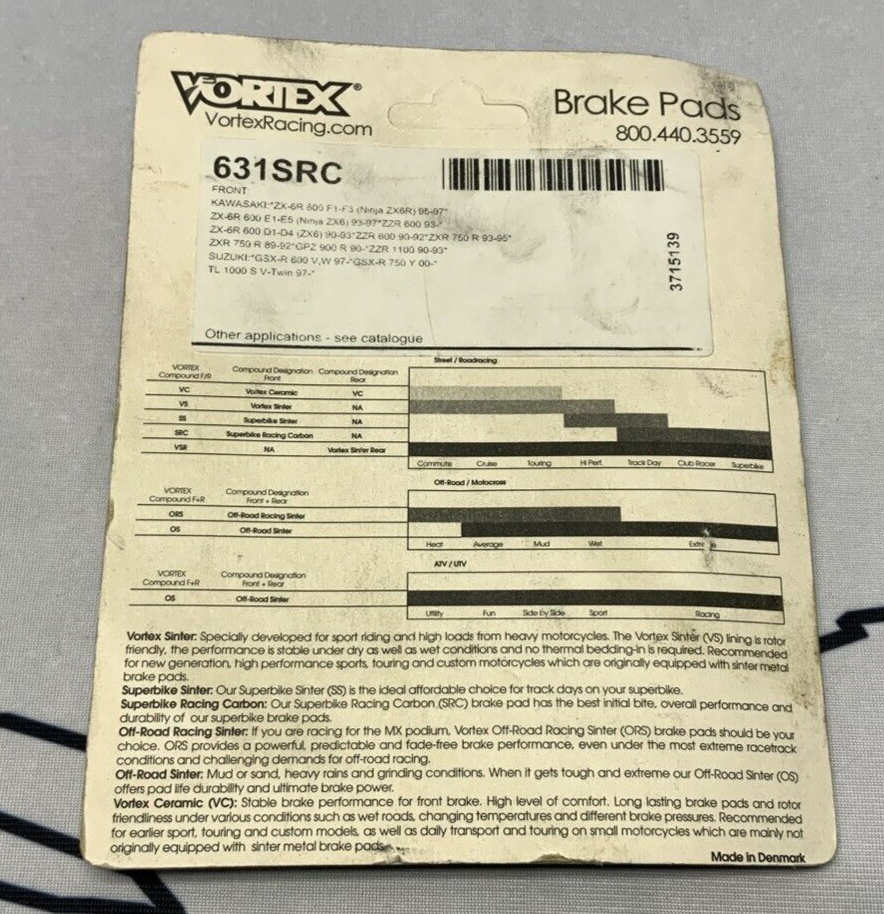 VORTEX®
VortexRacing.com
Brake Pads
800.440.3559
631SRC
FRONT
KAWASAKI:"ZX-6R 600 F1-F3 (Ninja ZX6R) 95-97"
ZX-6R 600 E1-E5 (Ninja ZX6) 93-97"ZZR 600 93-"
ZX-6R 600 D1-D4 (ZX6) 90-93"ZZR 600 90-92"ZXR 750 R 93-95"
ZXR 750 R 89-92"GPZ 900 R 90-"ZZR 1100 90-93"
SUZUKI:"GSX-R 600 V,W 97-"GSX-R 750 Y 00-"
TL 1000 S V-Twin 97-"
3715139
Other applications - see catalogue
Street / Roadracing
VORTEX Compound Designation Compound Designation
Compound F/R Front Rear
VC Vortex Ceramic VC
VS Vortex Sinter NA
SS Superbike Sinter NA
SRC Superbike Racing Carbon NA
VSR NA Vortex Sinter Rear
Commute Cruise Touring Hi Perf. Track Day Club Racer Superbike
Off-Road / Motocross
VORTEX Compound Designation
Compound F+R Front + Rear
ORS Off-Road Racing Sinter
OS Off-Road Sinter
Heat Average Mud Wet
ATV / UTV
VORTEX Compound Designation
Compound F+R Front + Rear
OS Off-Road Sinter
Utility Fun Side by Side Sport Racing
Vortex Sinter: Specially developed for sport riding and high loads from heavy motorcycles. The Vortex Sinter (VS) lining is rotor
friendly, the performance is stable under dry as well as wet conditions and no thermal bedding-in is required. Recommended
for new generation, high performance sports, touring and custom motorcycles which are originally equipped with sinter metal
brake pads.
Superbike Sinter: Our Superbike Sinter (SS) is the ideal affordable choice for track days on your superbike.
Superbike Racing Carbon: Our Superbike Racing Carbon (SRC) brake pad has the best initial bite, overall performance and
durability of our superbike brake pads.
Off-Road Racing Sinter: If you are racing for the MX podium, Vortex Off-Road Racing Sinter (ORS) brake pads should be your
choice. ORS provides a powerful, predictable and fade-free brake performance, even under the most extreme racetrack
conditions and challenging demands for off-road racing.
Off-Road Sinter: Mud or sand, heavy rains and grinding conditions. When it gets tough and extreme our Off-Road Sinter (OS)
offers pad life durability and ultimate brake power.
Vortex Ceramic (VC): Stable brake performance for front brake. High level of comfort. Long lasting brake pads and rotor
friendliness under various conditions such as wet roads, changing temperatures and different brake pressures. Recommended
for earlier sport, touring and custom models, as well as daily transport and touring on small motorcycles which are mainly not
originally equipped with sinter metal brake pads.
Made in Denmark